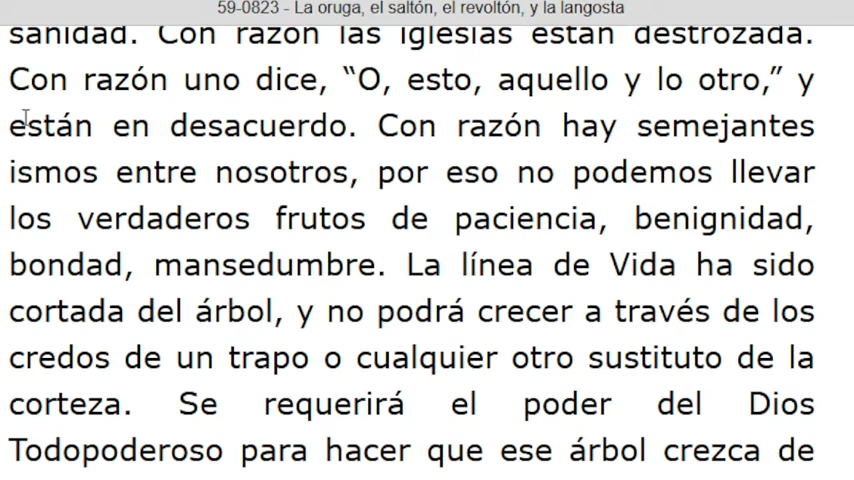 59-0823 - La oruga, el saltón, el revoltón, y la langosta
sanidad. Con razón las iglesias están destrozada.
Con razón uno dice, “O, esto, aquello y lo otro,” y
están en desacuerdo. Con razón hay semejantes
ismos entre nosotros, por eso no podemos llevar
los verdaderos frutos de paciencia, benignidad,
bondad, mansedumbre. La línea de Vida ha sido
cortada del árbol, y no podrá crecer a través de los
credos de un trapo o cualquier otro sustituto de la
corteza. Se requerirá el poder del Dios
Todopoderoso para hacer que ese árbol crezca de